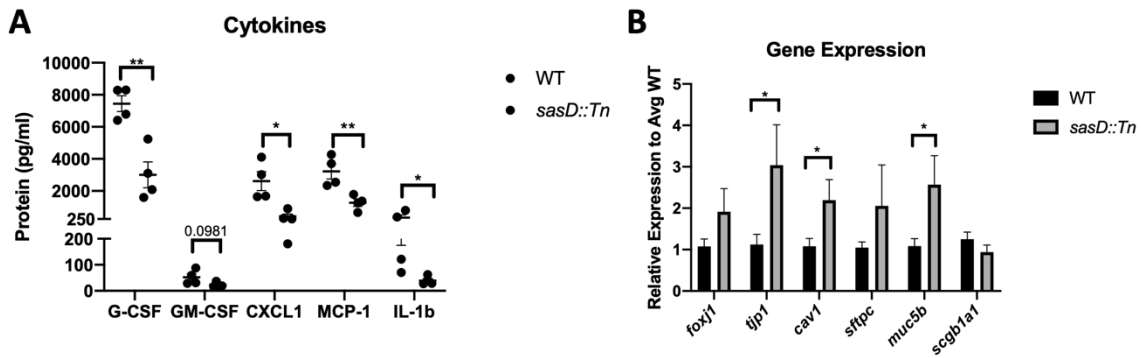 A
Cytokines
Protein (pg/ml)
10000
8000
6000
4000
2000
250
200
100
0
**
0.0981
*
**
*
G-CSF GM-CSF CXCL1 MCP-1 IL-1b
WT
sasD::Tn
B
Gene Expression
Relative Expression to Avg WT
5
4
3
2
1
0
*
*
*
foxj1 tjp1 cav1 sftpc muc5b scgb1a1
WT
sasD::Tn